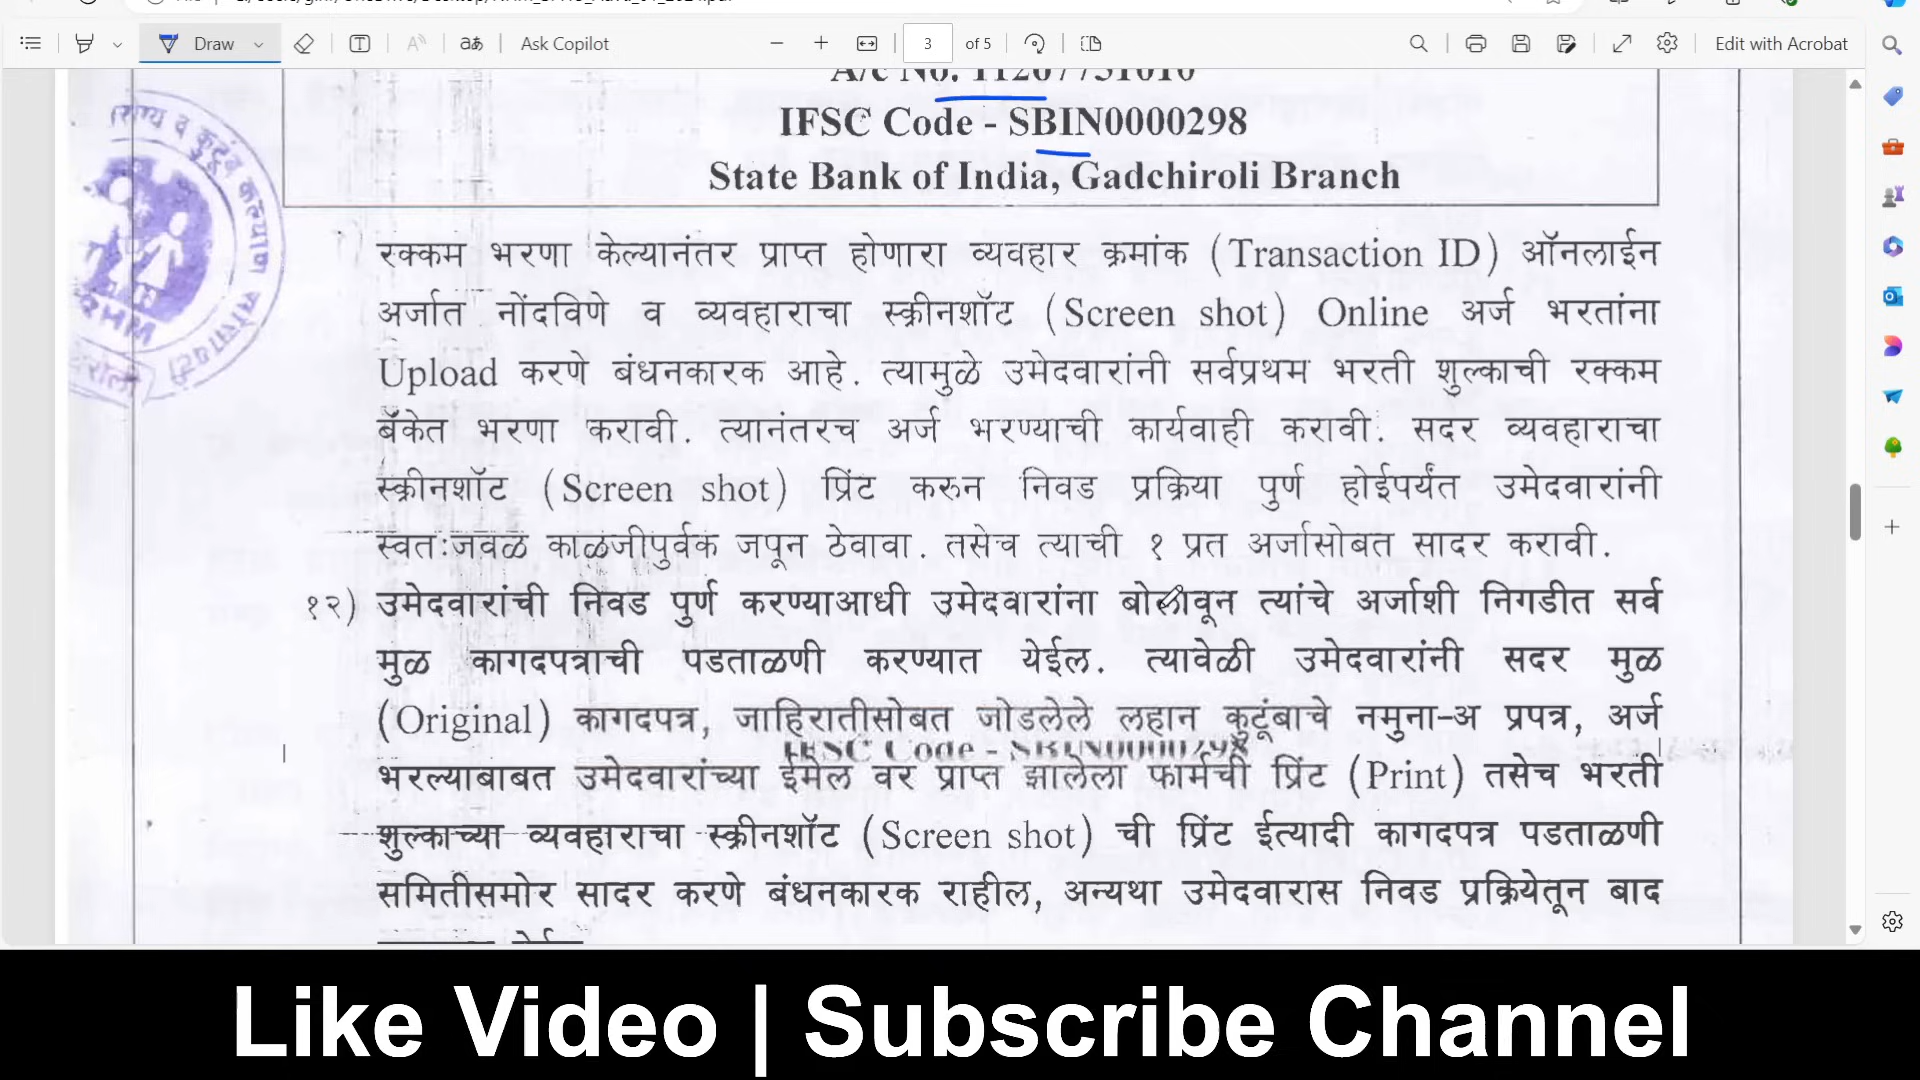 Draw
Ask Copilot
3 of 5
Edit with Acrobat
A/c No.
IFSC Code - SBIN0000298
State Bank of India, Gadchiroli Branch
रक्कम भरणा केल्यानंतर प्राप्त होणारा व्यवहार क्रमांक (Transaction ID) ऑनलाईन
अर्जात नोंदविणे व व्यवहाराचा स्क्रीनशॉट (Screen shot) Online अर्ज भरतांना
Upload करणे बंधनकारक आहे. त्यामुळे उमेदवारांनी सर्वप्रथम भरती शुल्काची रक्कम
बॅंकेत भरणा करावी. त्यानंतरच अर्ज भरण्याची कार्यवाही करावी. सदर व्यवहाराचा
स्क्रीनशॉट (Screen shot) प्रिंट करुन निवड प्रक्रिया पुर्ण होईपर्यंत उमेदवारांनी
स्वतःजवळ काळजीपुर्वक जपून ठेवावा. तसेच त्याची १ प्रत अर्जासोबत सादर करावी.
१२) उमेदवारांची निवड पुर्ण करण्याआधी उमेदवारांना बोलावून त्यांचे अर्जाशी निगडीत सर्व
मुळ कागदपत्राची पडताळणी करण्यात येईल. त्यावेळी उमेदवारांनी सदर मुळ
(Original) कागदपत्र, जाहिरातीसोबत जोडलेले लहान कुटूंबाचे नमुना-अ प्रपत्र, अर्ज
IFSC Code - SBIN0000298
भरल्याबाबत उमेदवारांच्या ईमेल वर प्राप्त झालेला फार्मची प्रिंट (Print) तसेच भरती
शुल्काच्या व्यवहाराचा स्क्रीनशॉट (Screen shot) ची प्रिंट ईत्यादी कागदपत्र पडताळणी
समितीसमोर सादर करणे बंधनकारक राहील, अन्यथा उमेदवारास निवड प्रक्रियेतून बाद
Like Video | Subscribe Channel